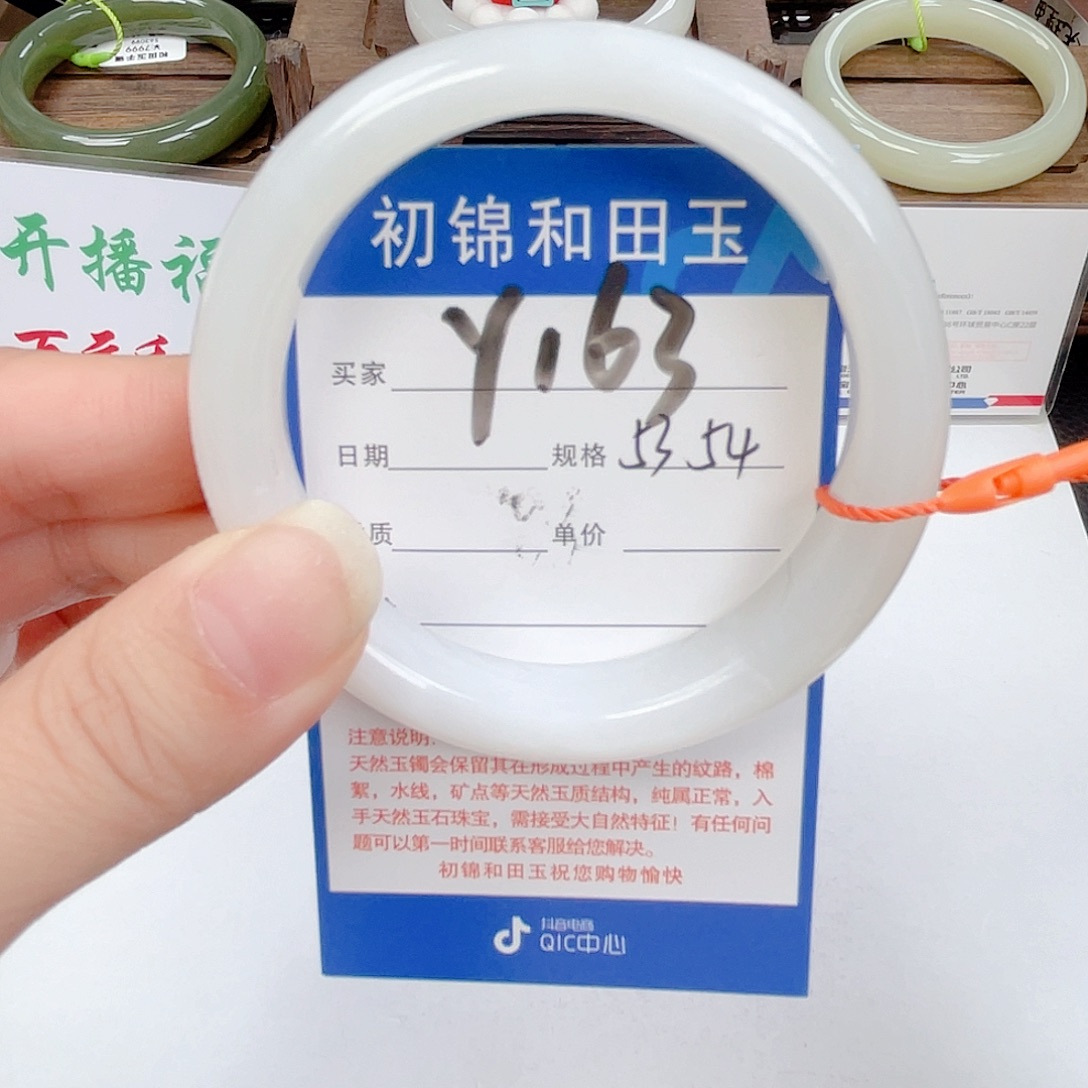 开播福
初锦和田玉
买家 Y.163
日期 规格 53.54
质 单价
注意说明:
天然玉镯会保留其在形成过程中产生的纹路，棉
絮，水线，矿点等天然玉质结构，纯属正常，入
手天然玉石珠宝，需接受大自然特征！有任何问
题可以第一时间联系客服给您解决。
初锦和田玉祝您购物愉快
抖音电商
QIC中心